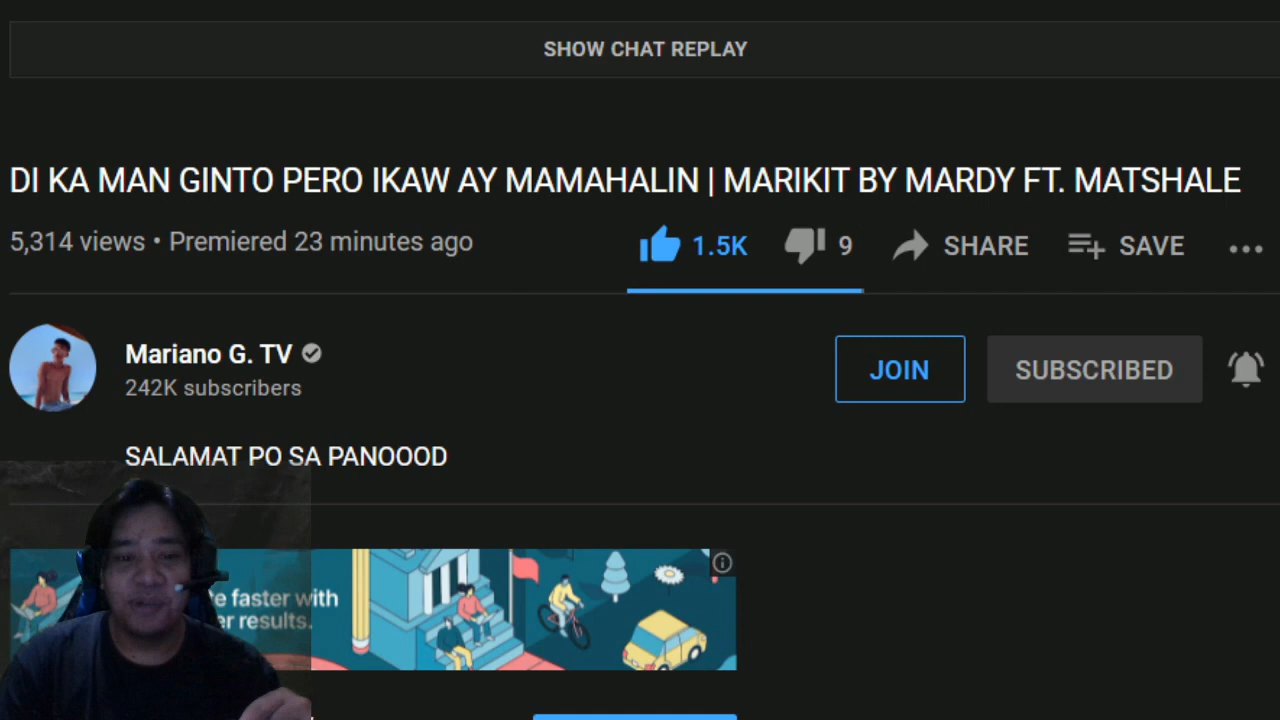 SHOW CHAT REPLAY
DI KA MAN GINTO PERO IKAW AY MAMAHALIN | MARIKIT BY MARDY FT. MATSHALE
5,314 views • Premiered 23 minutes ago
1.5K
9
SHARE
SAVE
Mariano G. TV
242K subscribers
JOIN
SUBSCRIBED
SALAMAT PO SA PANOOOD
faster with
results.